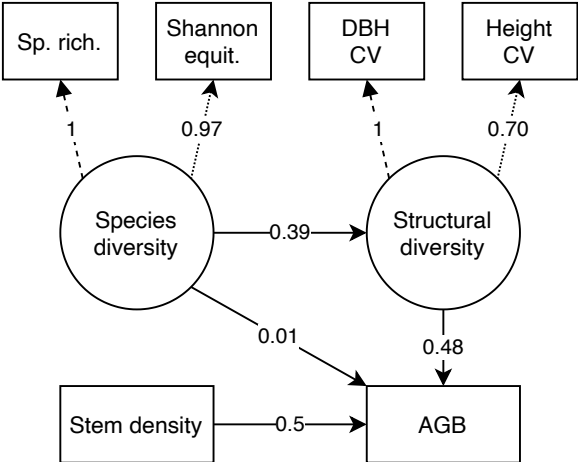 Sp. rich.
Shannon
equit.
DBH
CV
Height
CV
1
0.97
1
0.70
Species
diversity
0.39
Structural
diversity
0.01
0.48
Stem density
0.5
AGB